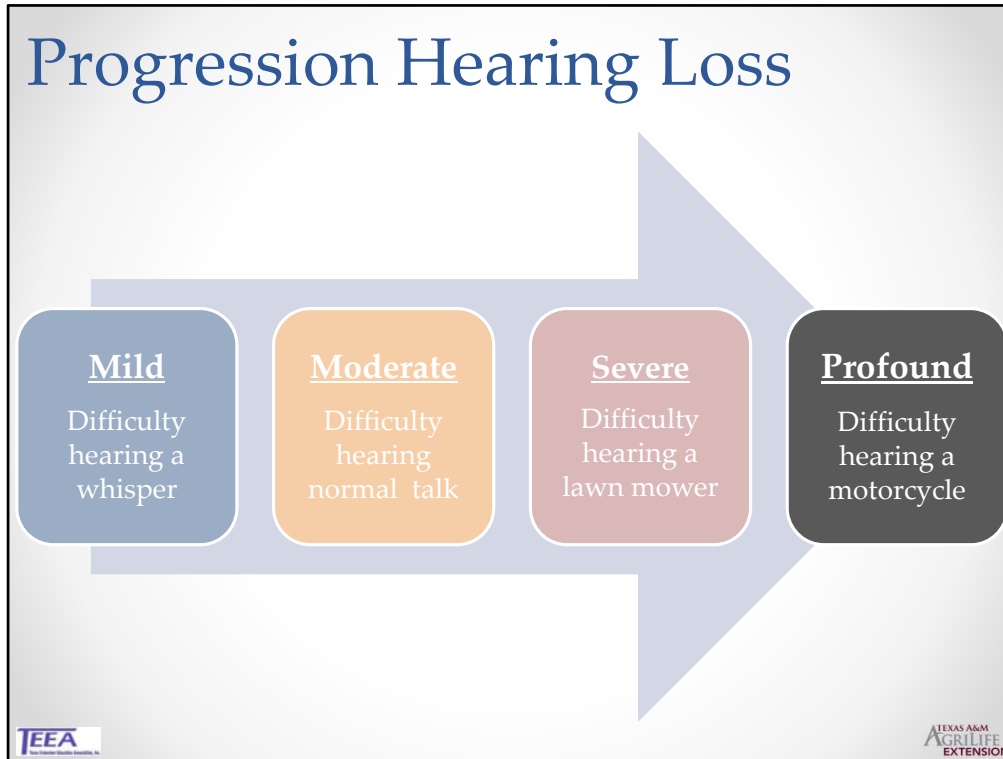 Progression Hearing Loss
Mild
Difficulty
hearing a
whisper
Moderate
Difficulty
hearing
normal talk
Severe
Difficulty
hearing a
lawn mower
Profound
Difficulty
hearing a
motorcycle
TEEA
TEXAS A&M
AGRILIFE
EXTENSION